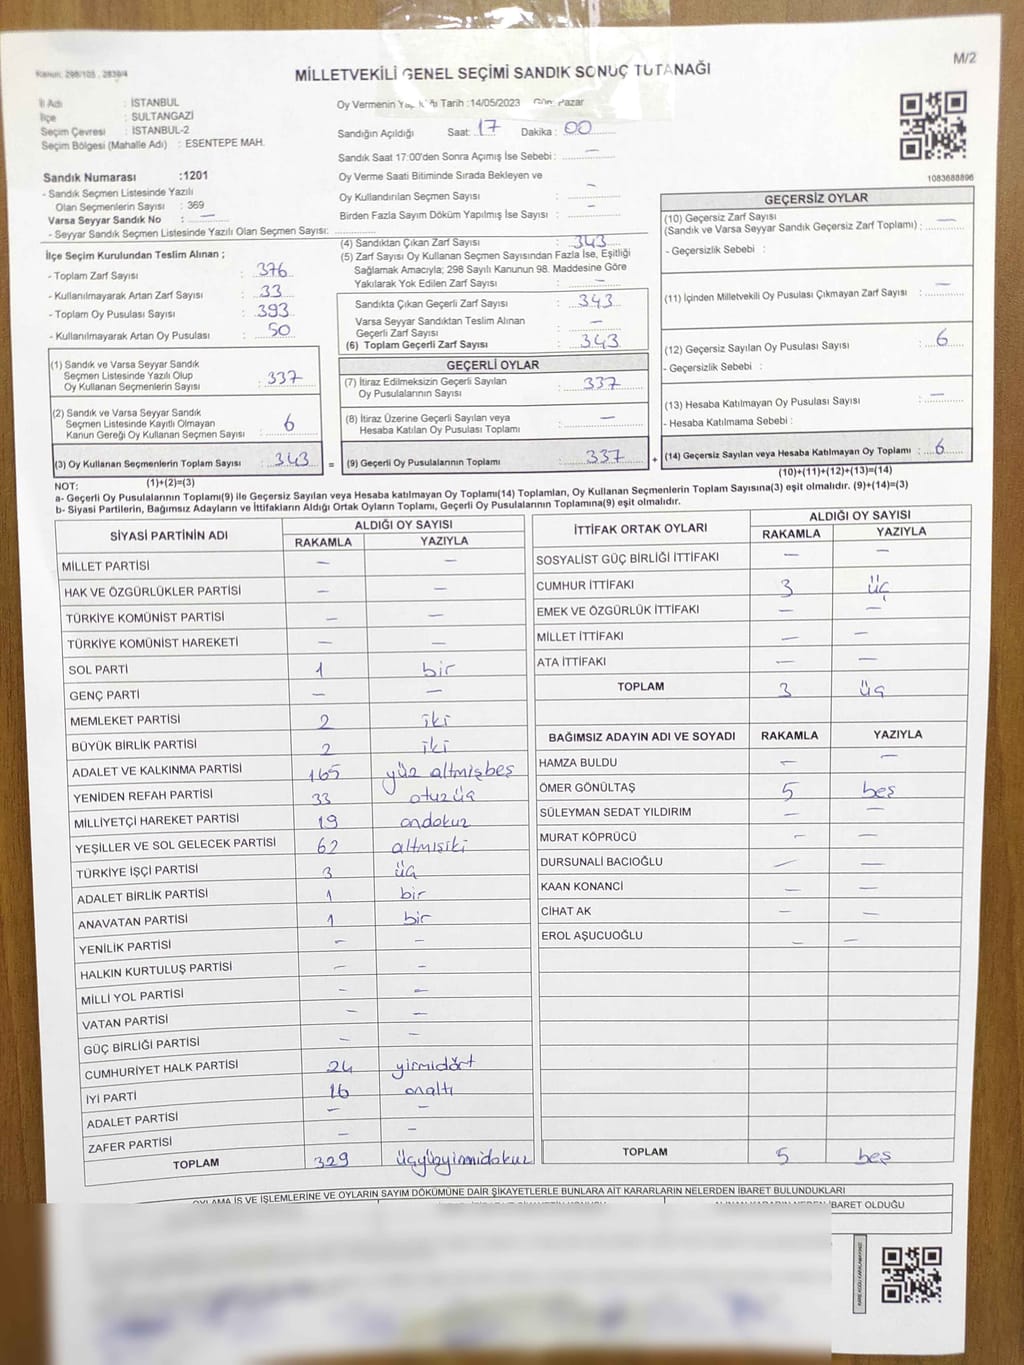 Kanun: 298/105 , 2839/4
MİLLETVEKİLİ GENEL SEÇİMİ SANDIK SONUÇ TUTANAĞI
M/2
İl Adı : İSTANBUL
İlçe : SULTANGAZİ
Seçim Çevresi : İSTANBUL-2
Seçim Bölgesi (Mahalle Adı) : ESENTEPE MAH.
Sandık Numarası :1201
- Sandık Seçmen Listesinde Yazılı
Olan Seçmenlerin Sayısı : 369
Varsa Seyyar Sandık No : —
- Seyyar Sandık Seçmen Listesinde Yazılı Olan Seçmen Sayısı:
Oy Vermenin Tarih :14/05/2023 Pazar
Sandığın Açıldığı Saat: 17 Dakika : 00
Sandık Saat 17:00'den Sonra Açımış İse Sebebi : —
Oy Verme Saati Bitiminde Sırada Bekleyen ve
Oy Kullandırılan Seçmen Sayısı : —
Birden Fazla Sayım Döküm Yapılmış İse Sayısı : —
1083688896
İlçe Seçim Kurulundan Teslim Alınan ;
- Toplam Zarf Sayısı : 376
- Kullanılmayarak Artan Zarf Sayısı : 33
- Toplam Oy Pusulası Sayısı : 393
- Kullanılmayarak Artan Oy Pusulası : 50
(1) Sandık ve Varsa Seyyar Sandık
Seçmen Listesinde Yazılı Olup
Oy Kullanan Seçmenlerin Sayısı : 337
(2) Sandık ve Varsa Seyyar Sandık
Seçmen Listesinde Kayıtlı Olmayan
Kanun Gereği Oy Kullanan Seçmen Sayısı : 6
(3) Oy Kullanan Seçmenlerin Toplam Sayısı : 343 =
(1)+(2)=(3)
(4) Sandıktan Çıkan Zarf Sayısı : 343
(5) Zarf Sayısı Oy Kullanan Seçmen Sayısından Fazla İse, Eşitliği
Sağlamak Amacıyla; 298 Sayılı Kanunun 98. Maddesine Göre
Yakılarak Yok Edilen Zarf Sayısı : —
Sandıkta Çıkan Geçerli Zarf Sayısı : 343
Varsa Seyyar Sandıktan Teslim Alınan
Geçerli Zarf Sayısı : —
(6) Toplam Geçerli Zarf Sayısı : 343
GEÇERLİ OYLAR
(7) İtiraz Edilmeksizin Geçerli Sayılan
Oy Pusulalarının Sayısı : 337
(8) İtiraz Üzerine Geçerli Sayılan veya
Hesaba Katılan Oy Pusulası Toplamı : —
(9) Geçerli Oy Pusulalarının Toplamı : 337 +
GEÇERSİZ OYLAR
(10) Geçersiz Zarf Sayısı
(Sandık ve Varsa Seyyar Sandık Geçersiz Zarf Toplamı) : —
- Geçersizlik Sebebi :
(11) İçinden Milletvekili Oy Pusulası Çıkmayan Zarf Sayısı : —
(12) Geçersiz Sayılan Oy Pusulası Sayısı : 6
- Geçersizlik Sebebi :
(13) Hesaba Katılmayan Oy Pusulası Sayısı : —
- Hesaba Katılmama Sebebi :
(14) Geçersiz Sayılan veya Hesaba Katılmayan Oy Toplamı : 6
(10)+(11)+(12)+(13)=(14)
NOT:
a- Geçerli Oy Pusulalarının Toplamı(9) ile Geçersiz Sayılan veya Hesaba katılmayan Oy Toplamı(14) Toplamları, Oy Kullanan Seçmenlerin Toplam Sayısına(3) eşit olmalıdır. (9)+(14)=(3)
b- Siyasi Partilerin, Bağımsız Adayların ve İttifakların Aldığı Ortak Oyların Toplamı, Geçerli Oy Pusulalarının Toplamına(9) eşit olmalıdır.
SİYASİ PARTİNİN ADI ALDIĞI OY SAYISI
RAKAMLA YAZIYLA
MİLLET PARTİSİ — —
HAK VE ÖZGÜRLÜKLER PARTİSİ — —
TÜRKİYE KOMÜNİST PARTİSİ — —
TÜRKİYE KOMÜNİST HAREKETİ — —
SOL PARTİ 1 bir
GENÇ PARTİ — —
MEMLEKET PARTİSİ 2 iki
BÜYÜK BİRLİK PARTİSİ 2 iki
ADALET VE KALKINMA PARTİSİ 165 yüz altmışbeş
YENİDEN REFAH PARTİSİ 33 otuzüç
MİLLİYETÇİ HAREKET PARTİSİ 19 ondokuz
YEŞİLLER VE SOL GELECEK PARTİSİ 62 altmışiki
TÜRKİYE İŞÇİ PARTİSİ 3 üç
ADALET BİRLİK PARTİSİ 1 bir
ANAVATAN PARTİSİ 1 bir
YENİLİK PARTİSİ — —
HALKIN KURTULUŞ PARTİSİ — —
MİLLİ YOL PARTİSİ — —
VATAN PARTİSİ — —
GÜÇ BİRLİĞİ PARTİSİ — —
CUMHURİYET HALK PARTİSİ 24 yirmidört
İYİ PARTİ 16 onaltı
ADALET PARTİSİ — —
ZAFER PARTİSİ — —
TOPLAM 329 üçyüzyirmidokuz
İTTİFAK ORTAK OYLARI ALDIĞI OY SAYISI
RAKAMLA YAZIYLA
SOSYALİST GÜÇ BİRLİĞİ İTTİFAKI — —
CUMHUR İTTİFAKI 3 üç
EMEK VE ÖZGÜRLÜK İTTİFAKI — —
MİLLET İTTİFAKI — —
ATA İTTİFAKI — —
TOPLAM 3 üç
BAĞIMSIZ ADAYIN ADI VE SOYADI RAKAMLA YAZIYLA
HAMZA BULDU — —
ÖMER GÖNÜLTAŞ 5 beş
SÜLEYMAN SEDAT YILDIRIM — —
MURAT KÖPRÜCÜ — —
DURSUNALİ BACIOĞLU — —
KAAN KONANCİ — —
CİHAT AK — —
EROL AŞUCUOĞLU — —
TOPLAM 5 beş
OYLAMA İŞ VE İŞLEMLERİNE VE OYLARIN SAYIM DÖKÜMÜNE DAİR ŞİKAYETLERLE BUNLARA AİT KARARLARIN NELERDEN İBARET BULUNDUKLARI
İBARET OLDUĞU